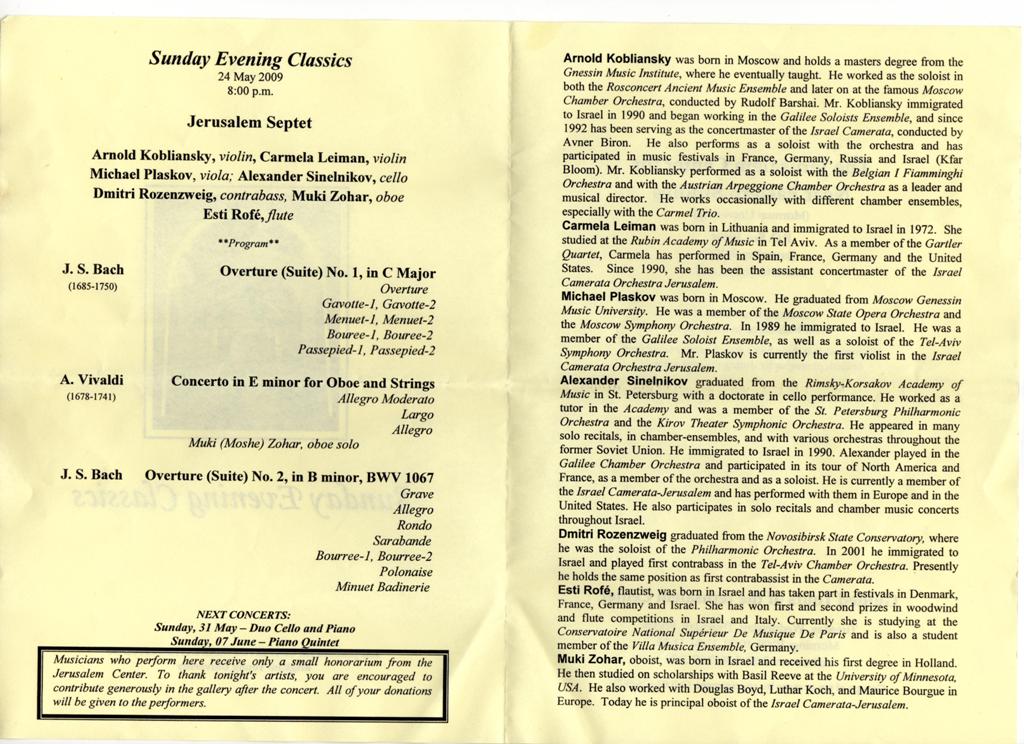 Sunday Evening Classics
24 May 2009
8:00 p.m.
Jerusalem Septet
Arnold Kobliansky, violin, Carmela Leiman, violin
Michael Plaskov, viola; Alexander Sinelnikov, cello
Dmitri Rozenzweig, contrabass, Muki Zohar, oboe
Esti Rofé, flute
**Program**
J. S. Bach Overture (Suite) No. 1, in C Major
(1685-1750) Overture
Gavotte-1, Gavotte-2
Menuet-1, Menuet-2
Bouree-1, Bouree-2
Passepied-1, Passepied-2
A. Vivaldi Concerto in E minor for Oboe and Strings
(1678-1741) Allegro Moderato
Largo
Allegro
Muki (Moshe) Zohar, oboe solo
J. S. Bach Overture (Suite) No. 2, in B minor, BWV 1067
Grave
Allegro
Rondo
Sarabande
Bourree-1, Bourree-2
Polonaise
Minuet Badinerie
NEXT CONCERTS:
Sunday, 31 May – Duo Cello and Piano
Sunday, 07 June – Piano Quintet
Musicians who perform here receive only a small honorarium from the
Jerusalem Center. To thank tonight's artists, you are encouraged to
contribute generously in the gallery after the concert. All of your donations
will be given to the performers.
Arnold Kobliansky was born in Moscow and holds a masters degree from the
Gnessin Music Institute, where he eventually taught. He worked as the soloist in
both the Rosconcert Ancient Music Ensemble and later on at the famous Moscow
Chamber Orchestra, conducted by Rudolf Barshai. Mr. Kobliansky immigrated
to Israel in 1990 and began working in the Galilee Soloists Ensemble, and since
1992 has been serving as the concertmaster of the Israel Camerata, conducted by
Avner Biron. He also performs as a soloist with the orchestra and has
participated in music festivals in France, Germany, Russia and Israel (Kfar
Bloom). Mr. Kobliansky performed as a soloist with the Belgian I Fiamminghi
Orchestra and with the Austrian Arpeggione Chamber Orchestra as a leader and
musical director. He works occasionally with different chamber ensembles,
especially with the Carmel Trio.
Carmela Leiman was born in Lithuania and immigrated to Israel in 1972. She
studied at the Rubin Academy of Music in Tel Aviv. As a member of the Gartler
Quartet, Carmela has performed in Spain, France, Germany and the United
States. Since 1990, she has been the assistant concertmaster of the Israel
Camerata Orchestra Jerusalem.
Michael Plaskov was born in Moscow. He graduated from Moscow Genessin
Music University. He was a member of the Moscow State Opera Orchestra and
the Moscow Symphony Orchestra. In 1989 he immigrated to Israel. He was a
member of the Galilee Soloist Ensemble, as well as a soloist of the Tel-Aviv
Symphony Orchestra. Mr. Plaskov is currently the first violist in the Israel
Camerata Orchestra Jerusalem.
Alexander Sinelnikov graduated from the Rimsky-Korsakov Academy of
Music in St. Petersburg with a doctorate in cello performance. He worked as a
tutor in the Academy and was a member of the St. Petersburg Philharmonic
Orchestra and the Kirov Theater Symphonic Orchestra. He appeared in many
solo recitals, in chamber-ensembles, and with various orchestras throughout the
former Soviet Union. He immigrated to Israel in 1990. Alexander played in the
Galilee Chamber Orchestra and participated in its tour of North America and
France, as a member of the orchestra and as a soloist. He is currently a member of
the Israel Camerata-Jerusalem and has performed with them in Europe and in the
United States. He also participates in solo recitals and chamber music concerts
throughout Israel.
Dmitri Rozenzweig graduated from the Novosibirsk State Conservatory, where
he was the soloist of the Philharmonic Orchestra. In 2001 he immigrated to
Israel and played first contrabass in the Tel-Aviv Chamber Orchestra. Presently
he holds the same position as first contrabassist in the Camerata.
Esti Rofé, flautist, was born in Israel and has taken part in festivals in Denmark,
France, Germany and Israel. She has won first and second prizes in woodwind
and flute competitions in Israel and Italy. Currently she is studying at the
Conservatoire National Supérieur De Musique De Paris and is also a student
member of the Villa Musica Ensemble, Germany.
Muki Zohar, oboist, was born in Israel and received his first degree in Holland.
He then studied on scholarships with Basil Reeve at the University of Minnesota,
USA. He also worked with Douglas Boyd, Luthar Koch, and Maurice Bourgue in
Europe. Today he is principal oboist of the Israel Camerata-Jerusalem.